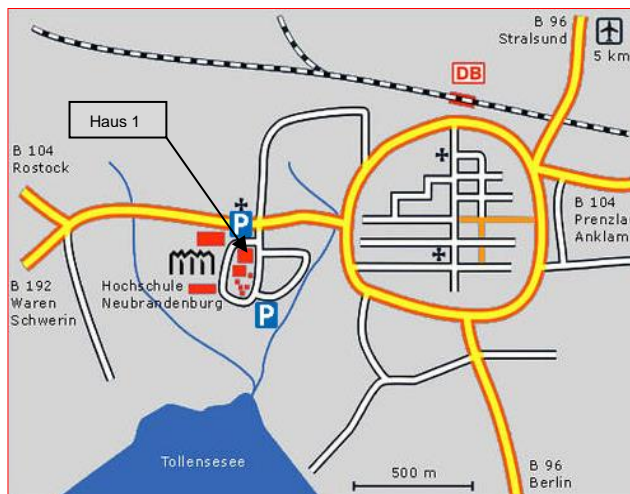 B 96
Stralsund
5 km
DB
Haus 1
B 104
Rostock
P
B 104
Prenzlau
Anklam
B 192
Waren
Schwerin
Hochschule
Neubrandenburg
P
Tollensesee
500 m
B 96
Berlin